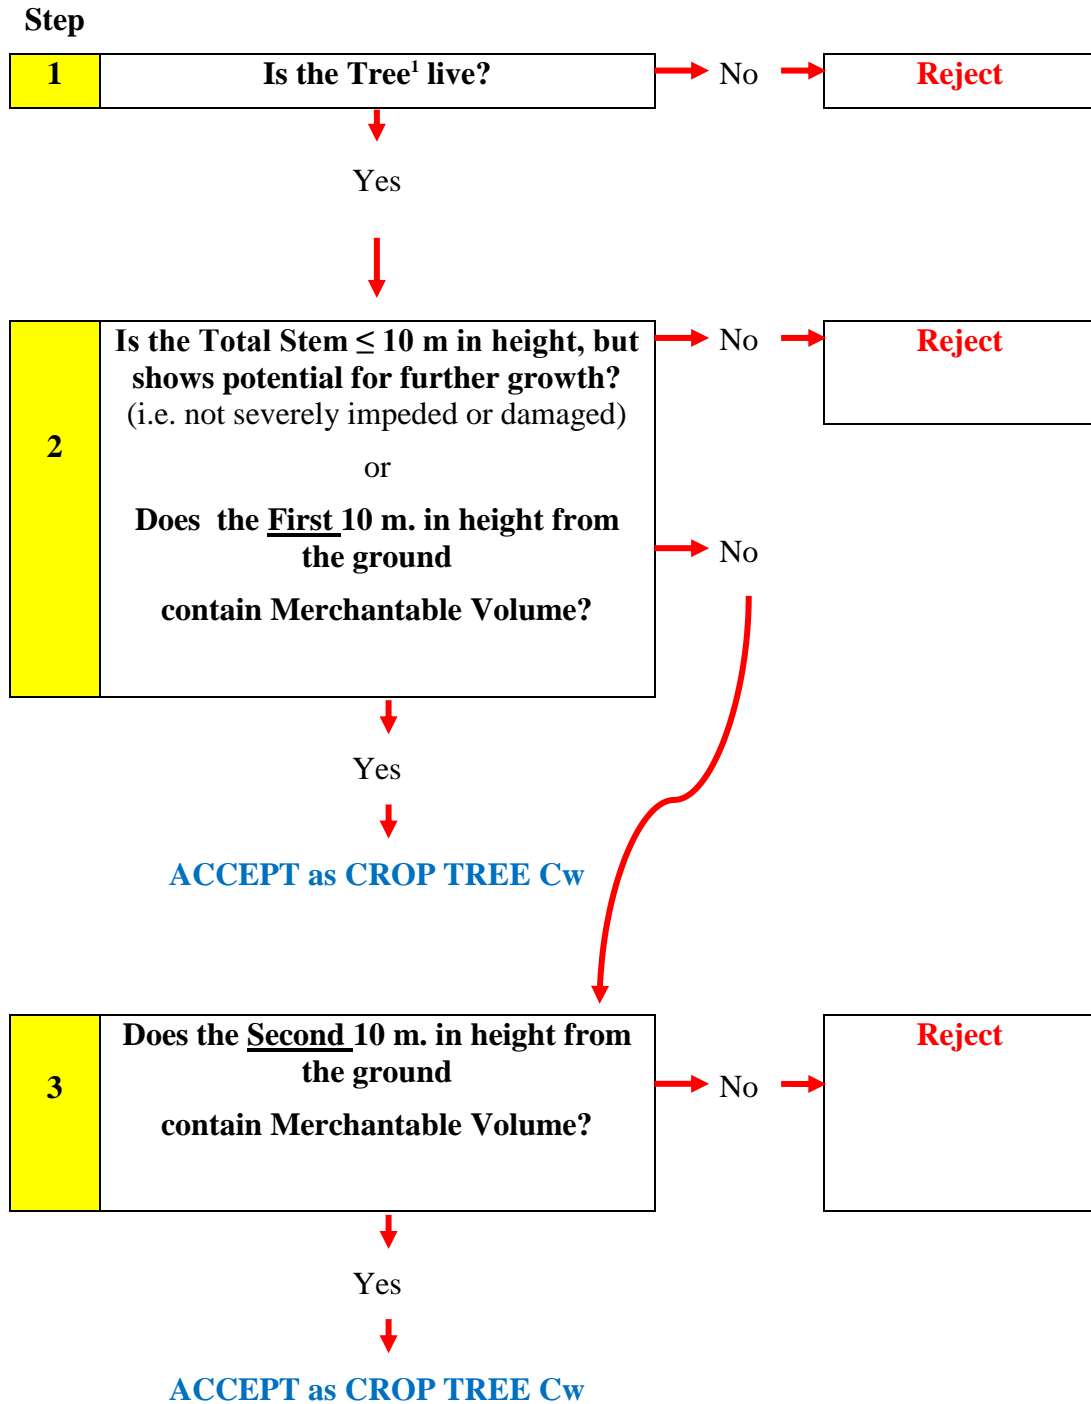 Step
1
Is the Tree¹ live?
No
Reject
Yes
2
Is the Total Stem ≤ 10 m in height, but
shows potential for further growth?
(i.e. not severely impeded or damaged)
or
Does the First 10 m. in height from
the ground
contain Merchantable Volume?
No
Reject
No
Yes
ACCEPT as CROP TREE Cw
3
Does the Second 10 m. in height from
the ground
contain Merchantable Volume?
No
Reject
Yes
ACCEPT as CROP TREE Cw